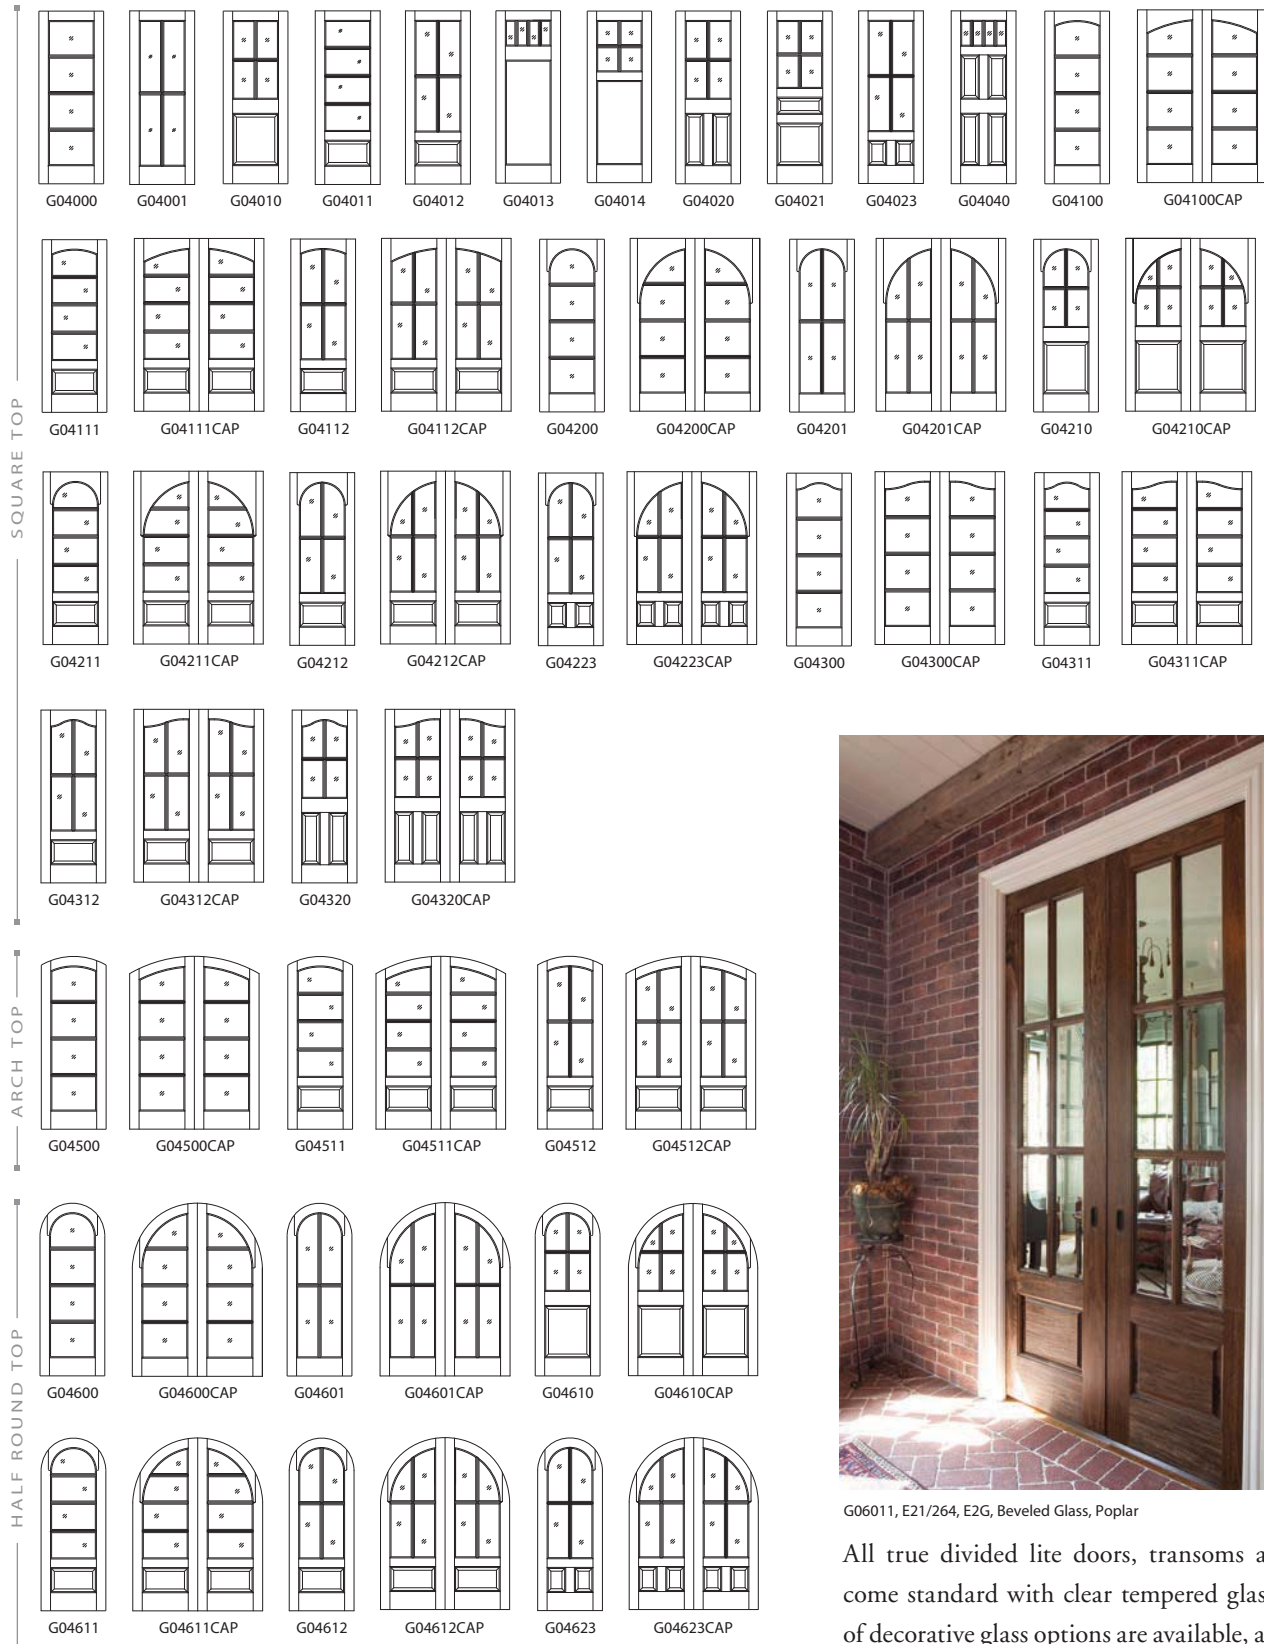 SQUARE TOP
G04000 G04001 G04010 G04011 G04012 G04013 G04014 G04020 G04021 G04023 G04040 G04100 G04100CAP
G04111 G04111CAP G04112 G04112CAP G04200 G04200CAP G04201 G04201CAP G04210 G04210CAP
G04211 G04211CAP G04212 G04212CAP G04223 G04223CAP G04300 G04300CAP G04311 G04311CAP
G04312 G04312CAP G04320 G04320CAP
ARCH TOP
G04500 G04500CAP G04511 G04511CAP G04512 G04512CAP
HALF ROUND TOP
G04600 G04600CAP G04601 G04601CAP G04610 G04610CAP
G04611 G04611CAP G04612 G04612CAP G04623 G04623CAP
G06011, E21/264, E2G, Beveled Glass, Poplar
All true divided lite doors, transoms a
come standard with clear tempered glas
of decorative glass options are available, a